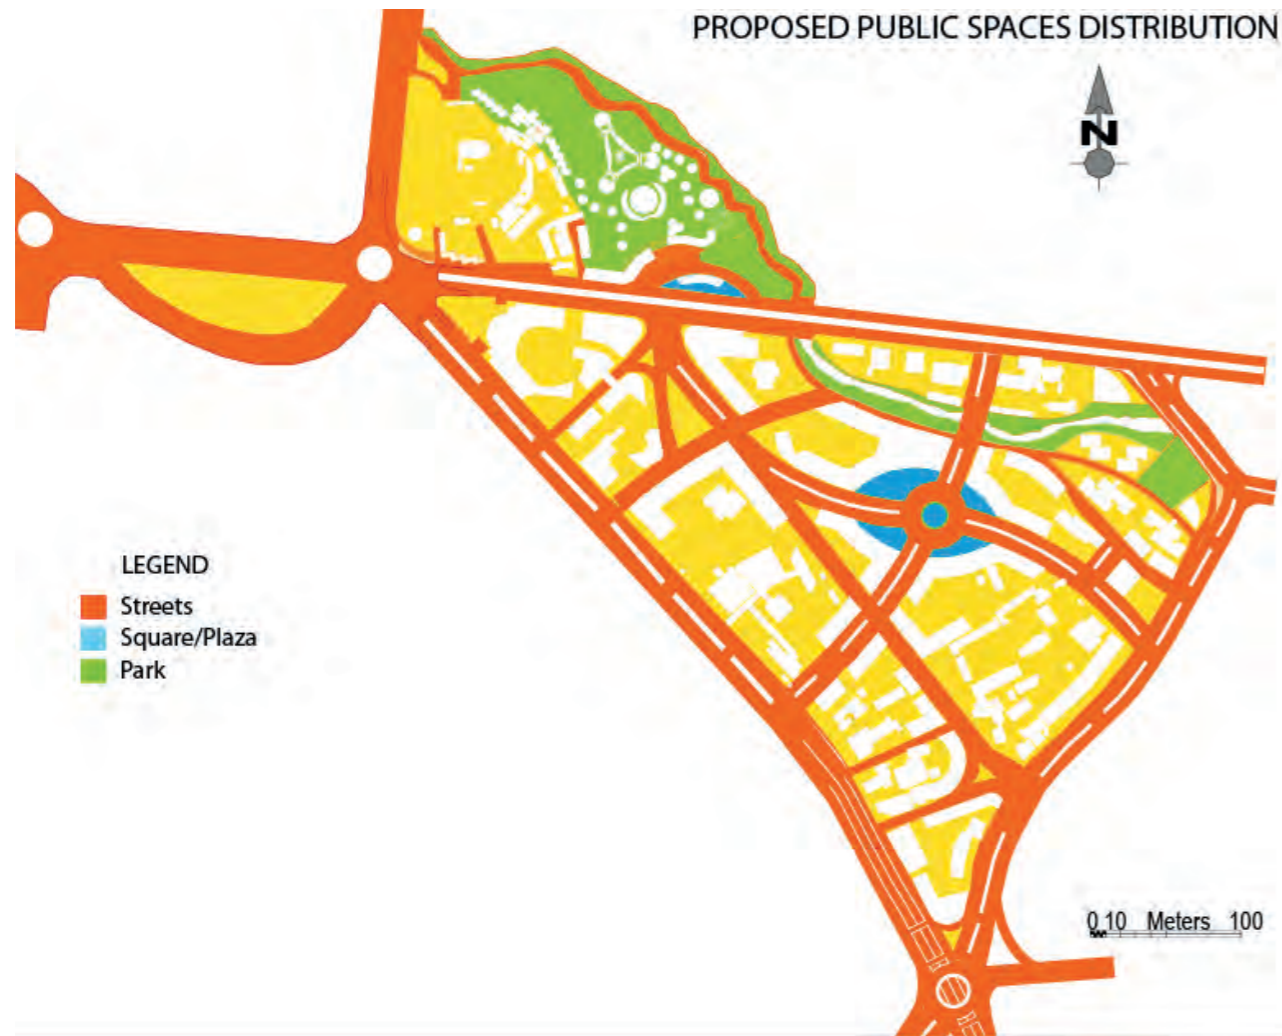 PROPOSED PUBLIC SPACES DISTRIBUTION
N
LEGEND
Streets
Square/Plaza
Park
0 10 Meters 100